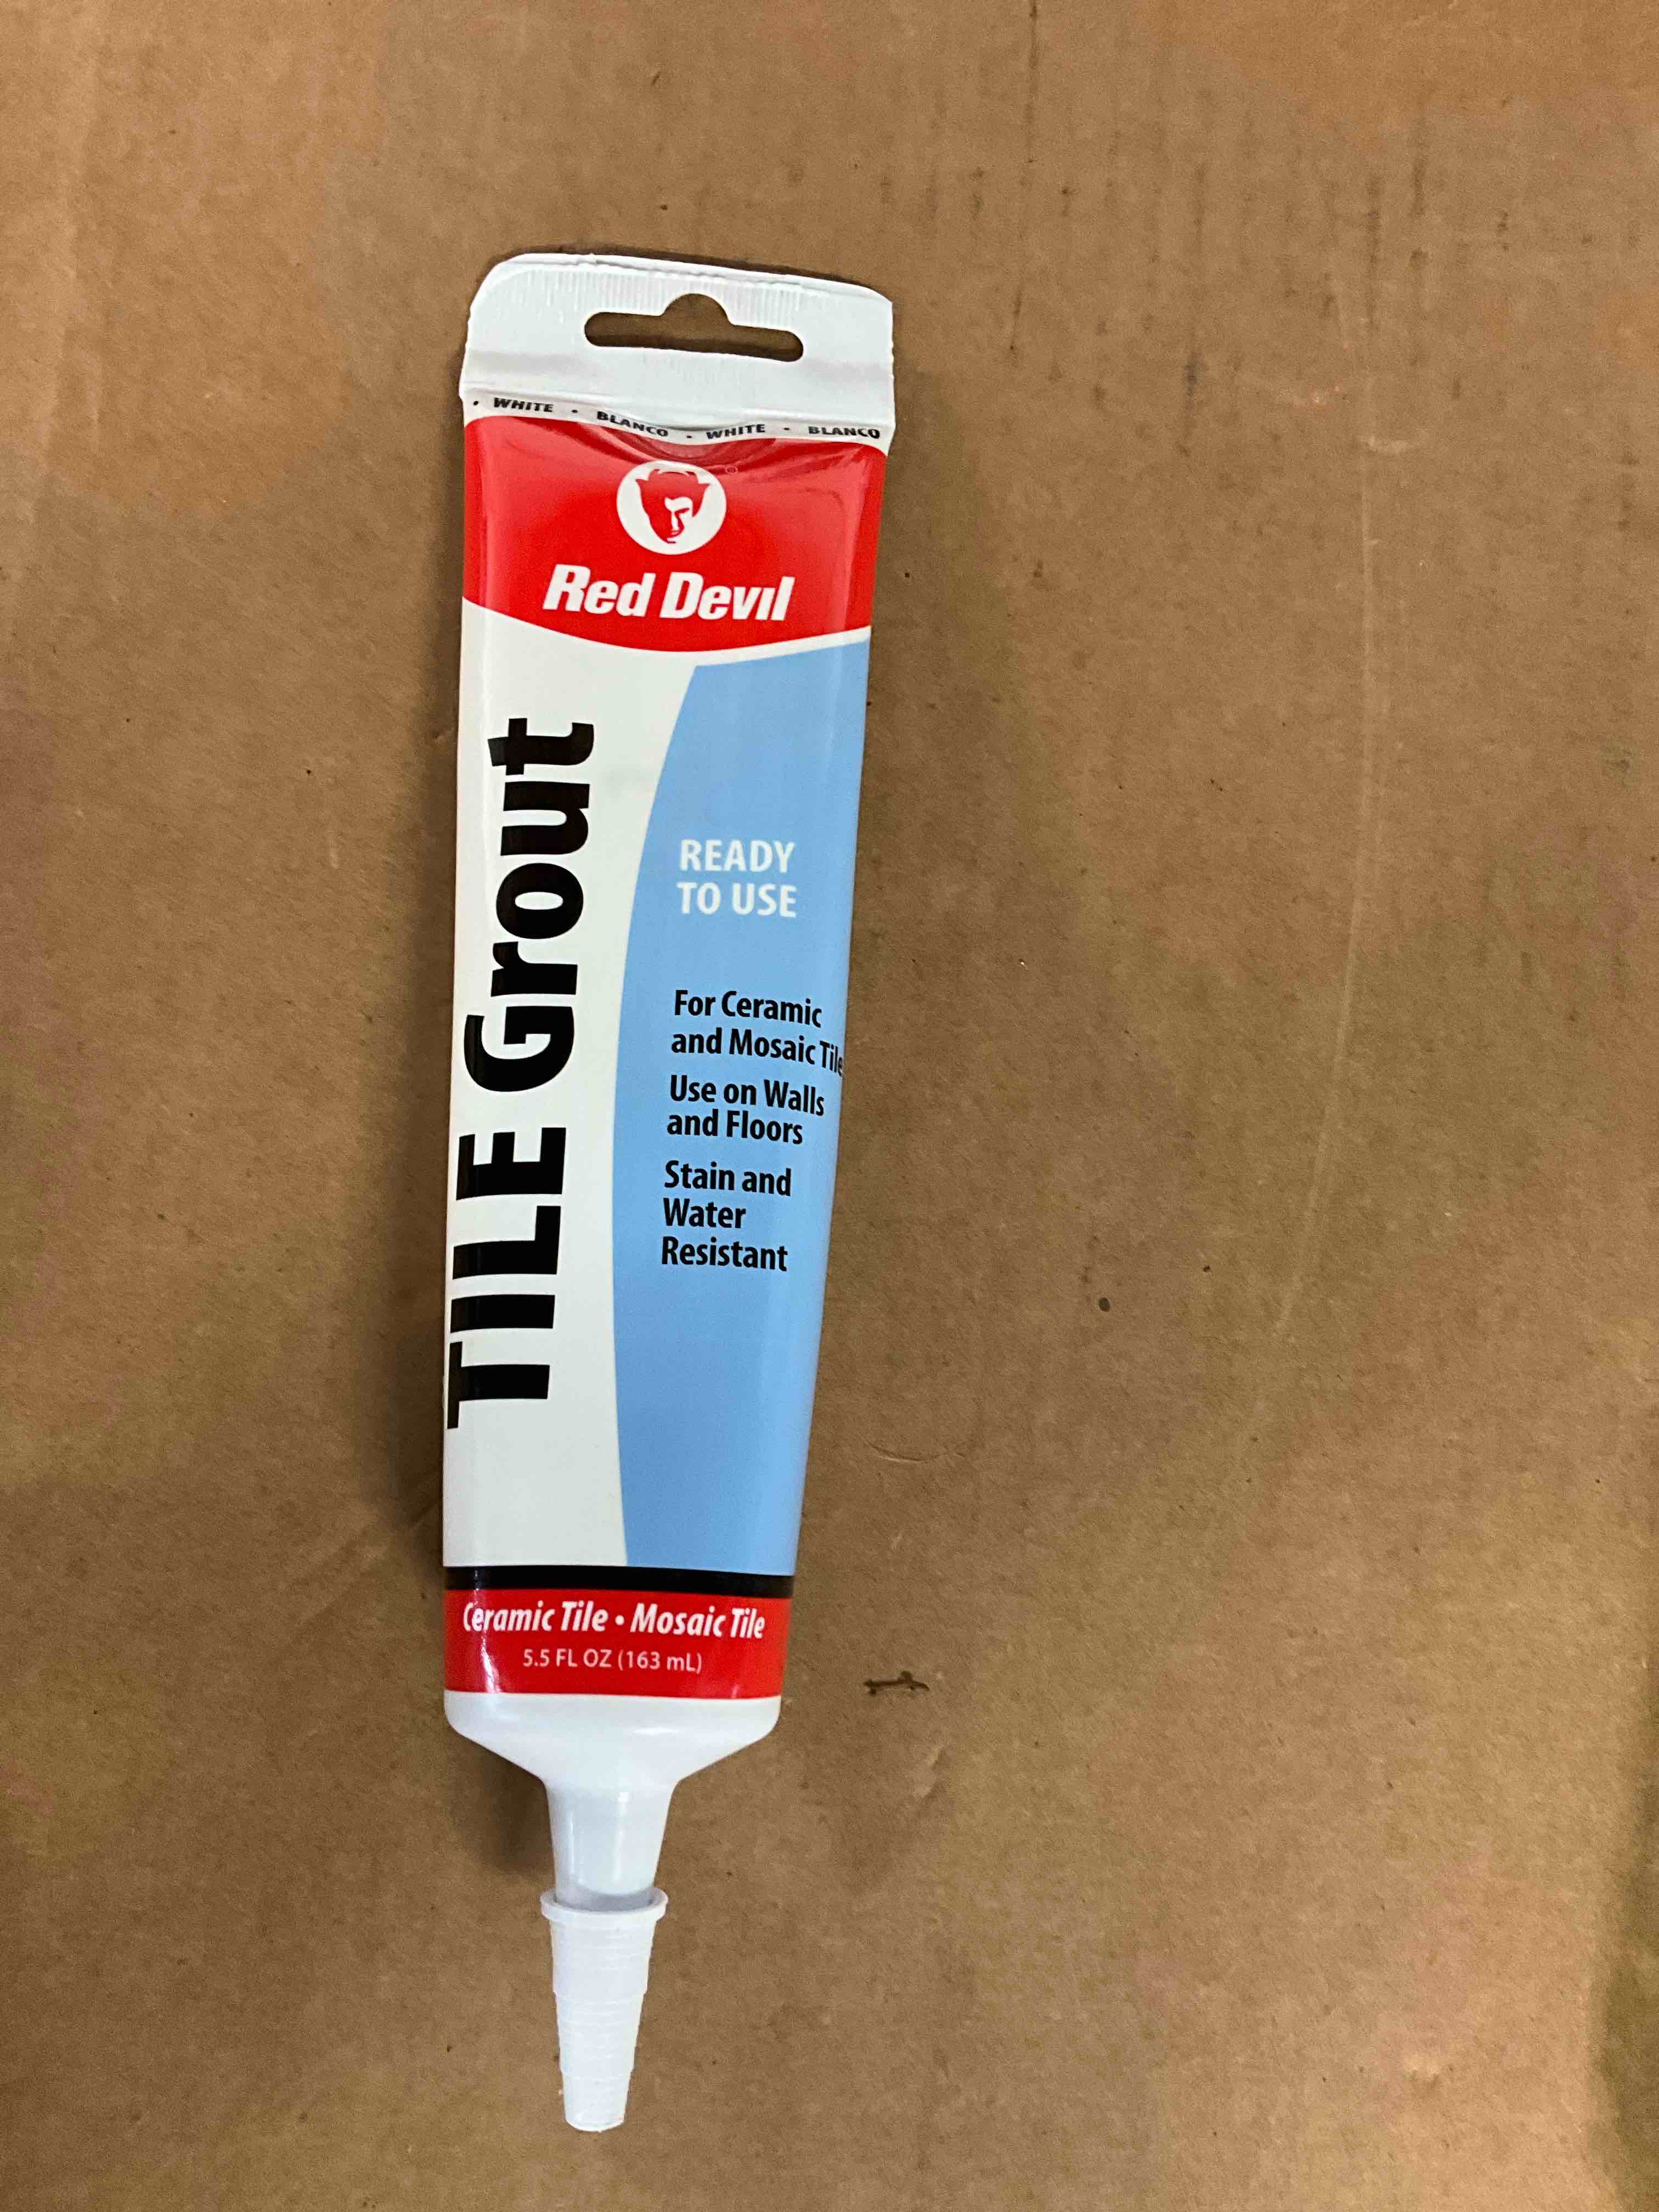 • WHITE • BLANCO • WHITE • BLANCO
®
Red Devil
TILE Grout
READY
TO USE
For Ceramic
and Mosaic Tile
Use on Walls
and Floors
Stain and
Water
Resistant
Ceramic Tile • Mosaic Tile
5.5 FL OZ (163 mL)